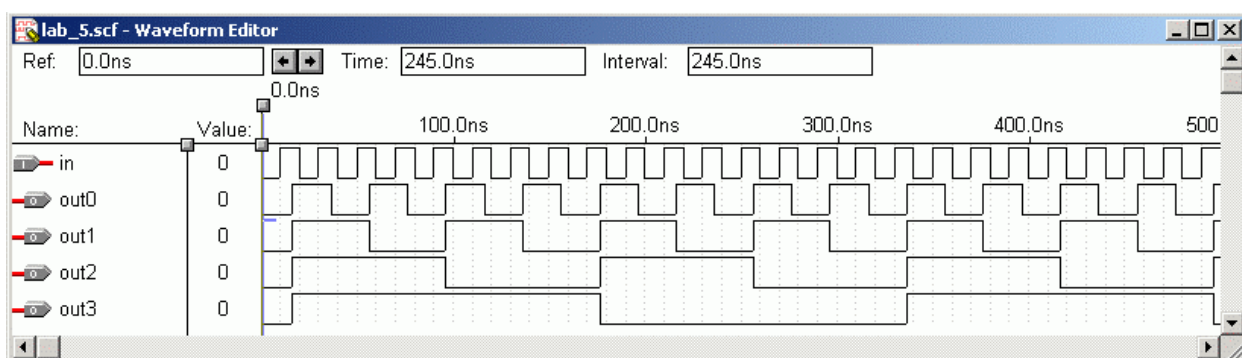 lab_5.scf - Waveform Editor
Ref: 0.0ns Time: 245.0ns Interval: 245.0ns
0.0ns
Name: Value: 100.0ns 200.0ns 300.0ns 400.0ns 500
in 0
out0 0
out1 0
out2 0
out3 0